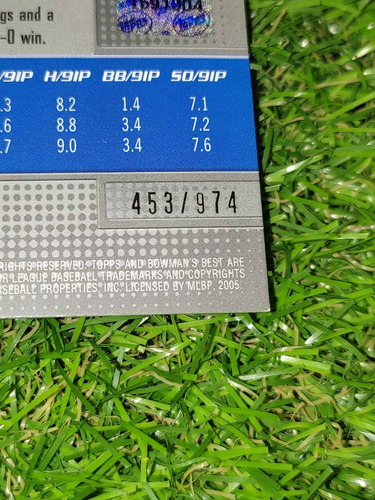 gs and a
-0 win.
/9IP H/9IP BB/9IP SO/9IP
.3 8.2 1.4 7.1
.6 8.8 3.4 7.2
.7 9.0 3.4 7.6
453/974
RIGHTS RESERVED. TOPPS AND BOWMAN'S BEST ARE
OR LEAGUE BASEBALL TRADEMARKS AND COPYRIGHTS
SEBALL PROPERTIES, INC. LICENSED BY MLBP, 2005.